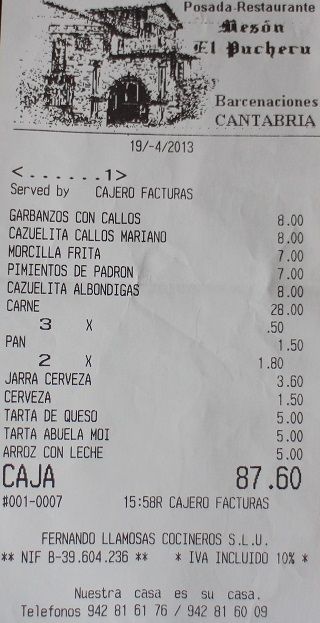 Posada-Restaurante
Mesón
El Pucheru
Barcenaciones
CANTABRIA
19/-4/2013
<......1>
Served by CAJERO FACTURAS
GARBANZOS CON CALLOS 8.00
CAZUELITA CALLOS MARIANO 8.00
MORCILLA FRITA 7.00
PIMIENTOS DE PADRON 7.00
CAZUELITA ALBONDIGAS 8.00
CARNE 28.00
3 X .50
PAN 1.50
2 X 1.80
JARRA CERVEZA 3.60
CERVEZA 1.50
TARTA DE QUESO 5.00
TARTA ABUELA MOI 5.00
ARROZ CON LECHE 5.00
CAJA 87.60
#001-0007 15:58R CAJERO FACTURAS
FERNANDO LLAMOSAS COCINEROS S.L.U.
** NIF B-39.604.236 ** * IVA INCLUIDO 10% *
Nuestra casa es su casa.
Telefonos 942 81 61 76 / 942 81 60 09